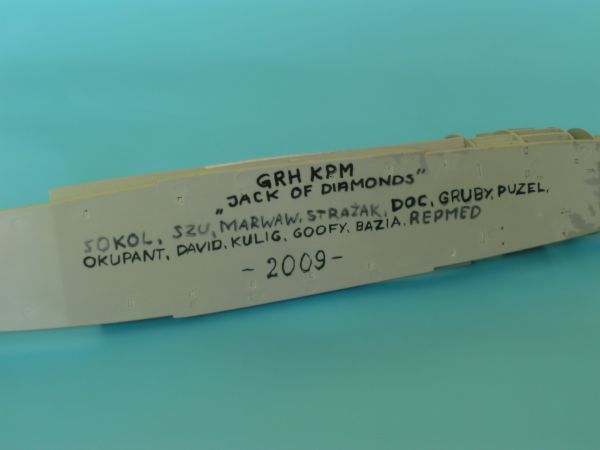 GRH KPM
"JACK OF DIAMONDS"
SOKOL, SZU, MARWAW, STRAŻAK, DOC, GRUBY, PUZEL,
OKUPANT, DAVID, KULIG, GOOFY, BAZIA, REPMED
-2009-